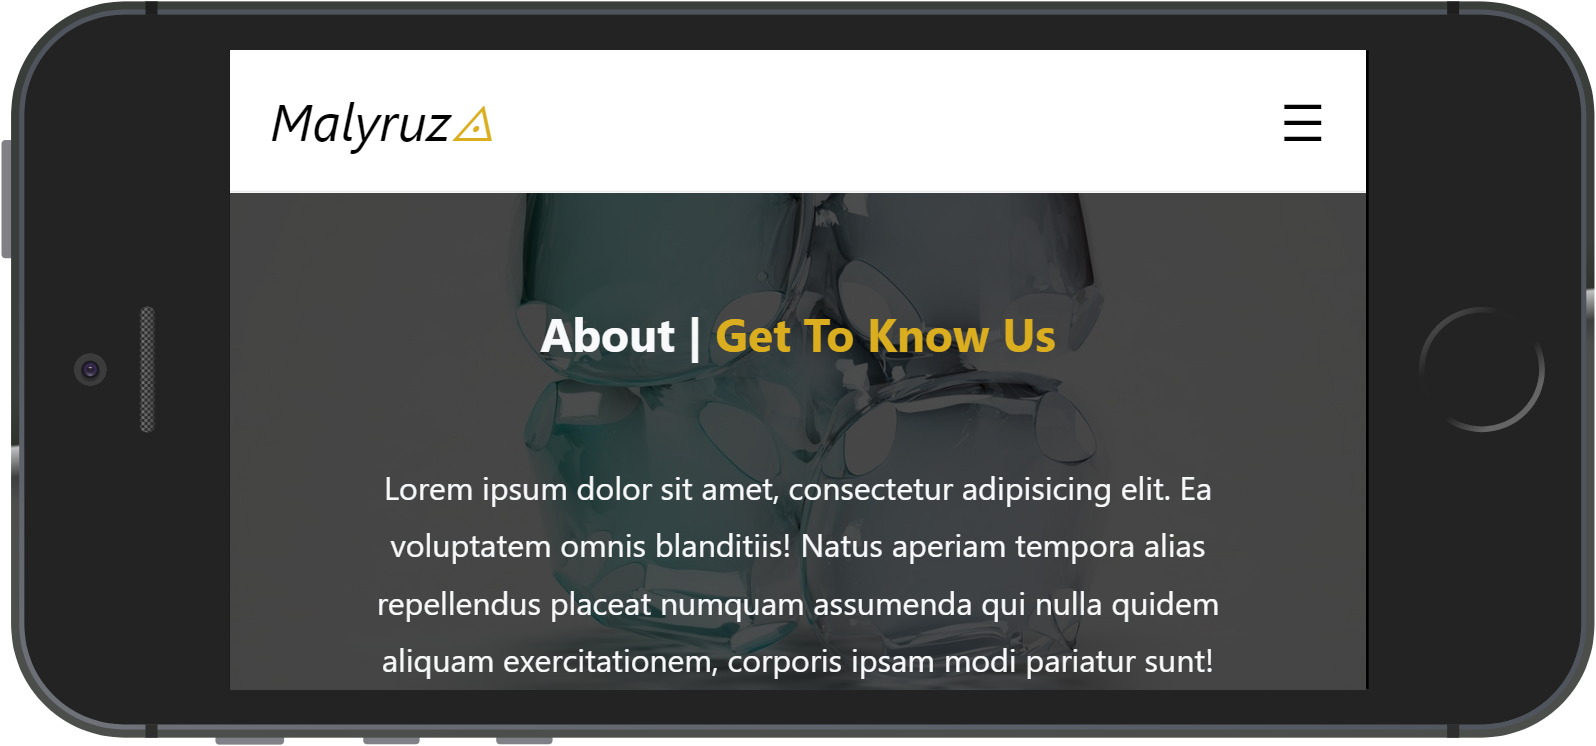 Malyruz
About | Get To Know Us
Lorem ipsum dolor sit amet, consectetur adipisicing elit. Ea
voluptatem omnis blanditiis! Natus aperiam tempora alias
repellendus placeat numquam assumenda qui nulla quidem
aliquam exercitationem, corporis ipsam modi pariatur sunt!